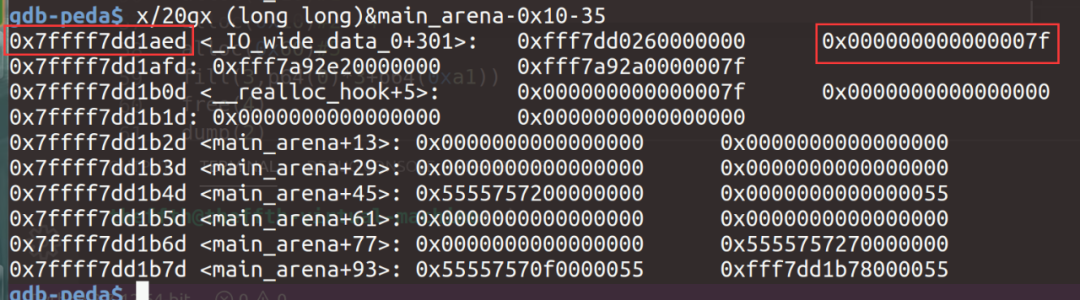 gdb-peda$ x/20gx (long long)&main_arena-0x10-35
0x7ffff7dd1aed <_IO_wide_data_0+301>: 0xfff7dd0260000000 0x000000000000007f
0x7ffff7dd1afd: 0xfff7a92e20000000 0xfff7a92a0000007f
0x7ffff7dd1b0d <__realloc_hook+5>: 0x000000000000007f 0x0000000000000000
0x7ffff7dd1b1d: 0x0000000000000000 0x0000000000000000
0x7ffff7dd1b2d <main_arena+13>: 0x0000000000000000 0x0000000000000000
0x7ffff7dd1b3d <main_arena+29>: 0x0000000000000000 0x0000000000000000
0x7ffff7dd1b4d <main_arena+45>: 0x5555757200000000 0x0000000000000055
0x7ffff7dd1b5d <main_arena+61>: 0x0000000000000000 0x0000000000000000
0x7ffff7dd1b6d <main_arena+77>: 0x0000000000000000 0x5555757270000000
0x7ffff7dd1b7d <main_arena+93>: 0x55557570f0000055 0xfff7dd1b78000055
gdb-peda$